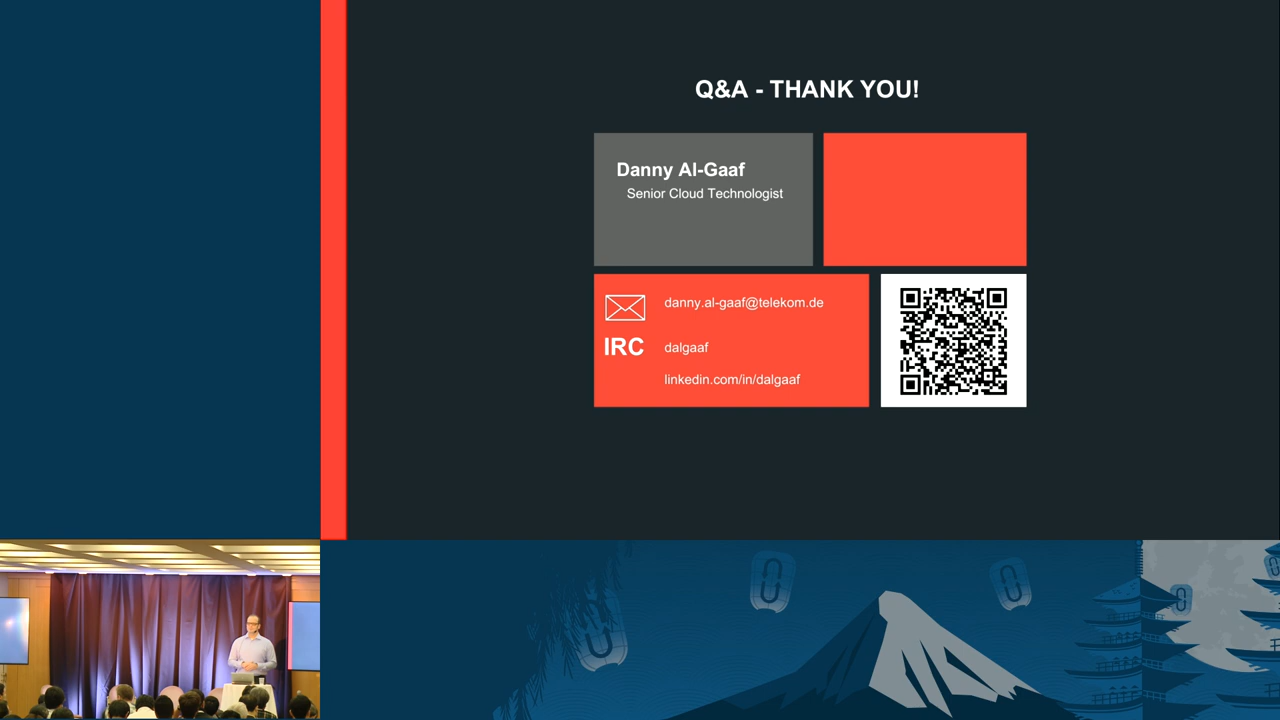 Q&A - THANK YOU!
Danny Al-Gaaf
Senior Cloud Technologist
danny.al-gaaf@telekom.de
IRC dalgaaf
linkedin.com/in/dalgaaf